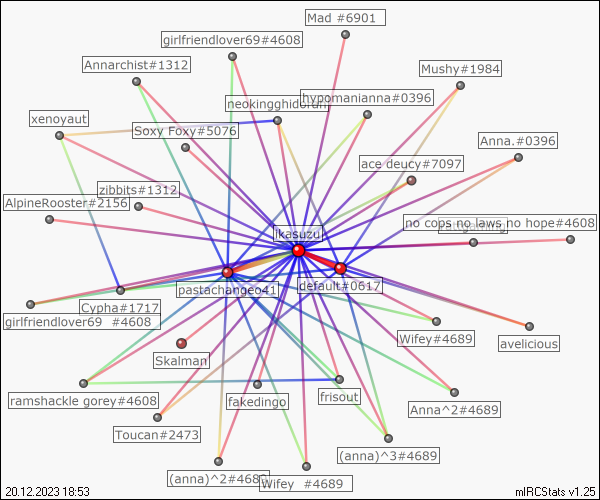 Mad #6901
girlfriendlover69#4608
Annarchist#1312
Mushy#1984
neokingghidorah
hypomanianna#0396
xenoyaut
Soxy Foxy#5076
Anna.#0396
ace deucy#7097
zibbits#1312
AlpineRooster#2156
no cops no laws no hope#4608
jkasuzu
pastachangeo41
default#0617
Cypha#1717
girlfriendlover69 #4608
Wifey#4689
avelicious
Skalman
ramshackle gorey#4608
fakedingo
frisout
Anna^2#4689
Toucan#2473
(anna)^3#4689
(anna)^2#4689
Wifey #4689
20.12.2023 18:53
mIRCStats v1.25